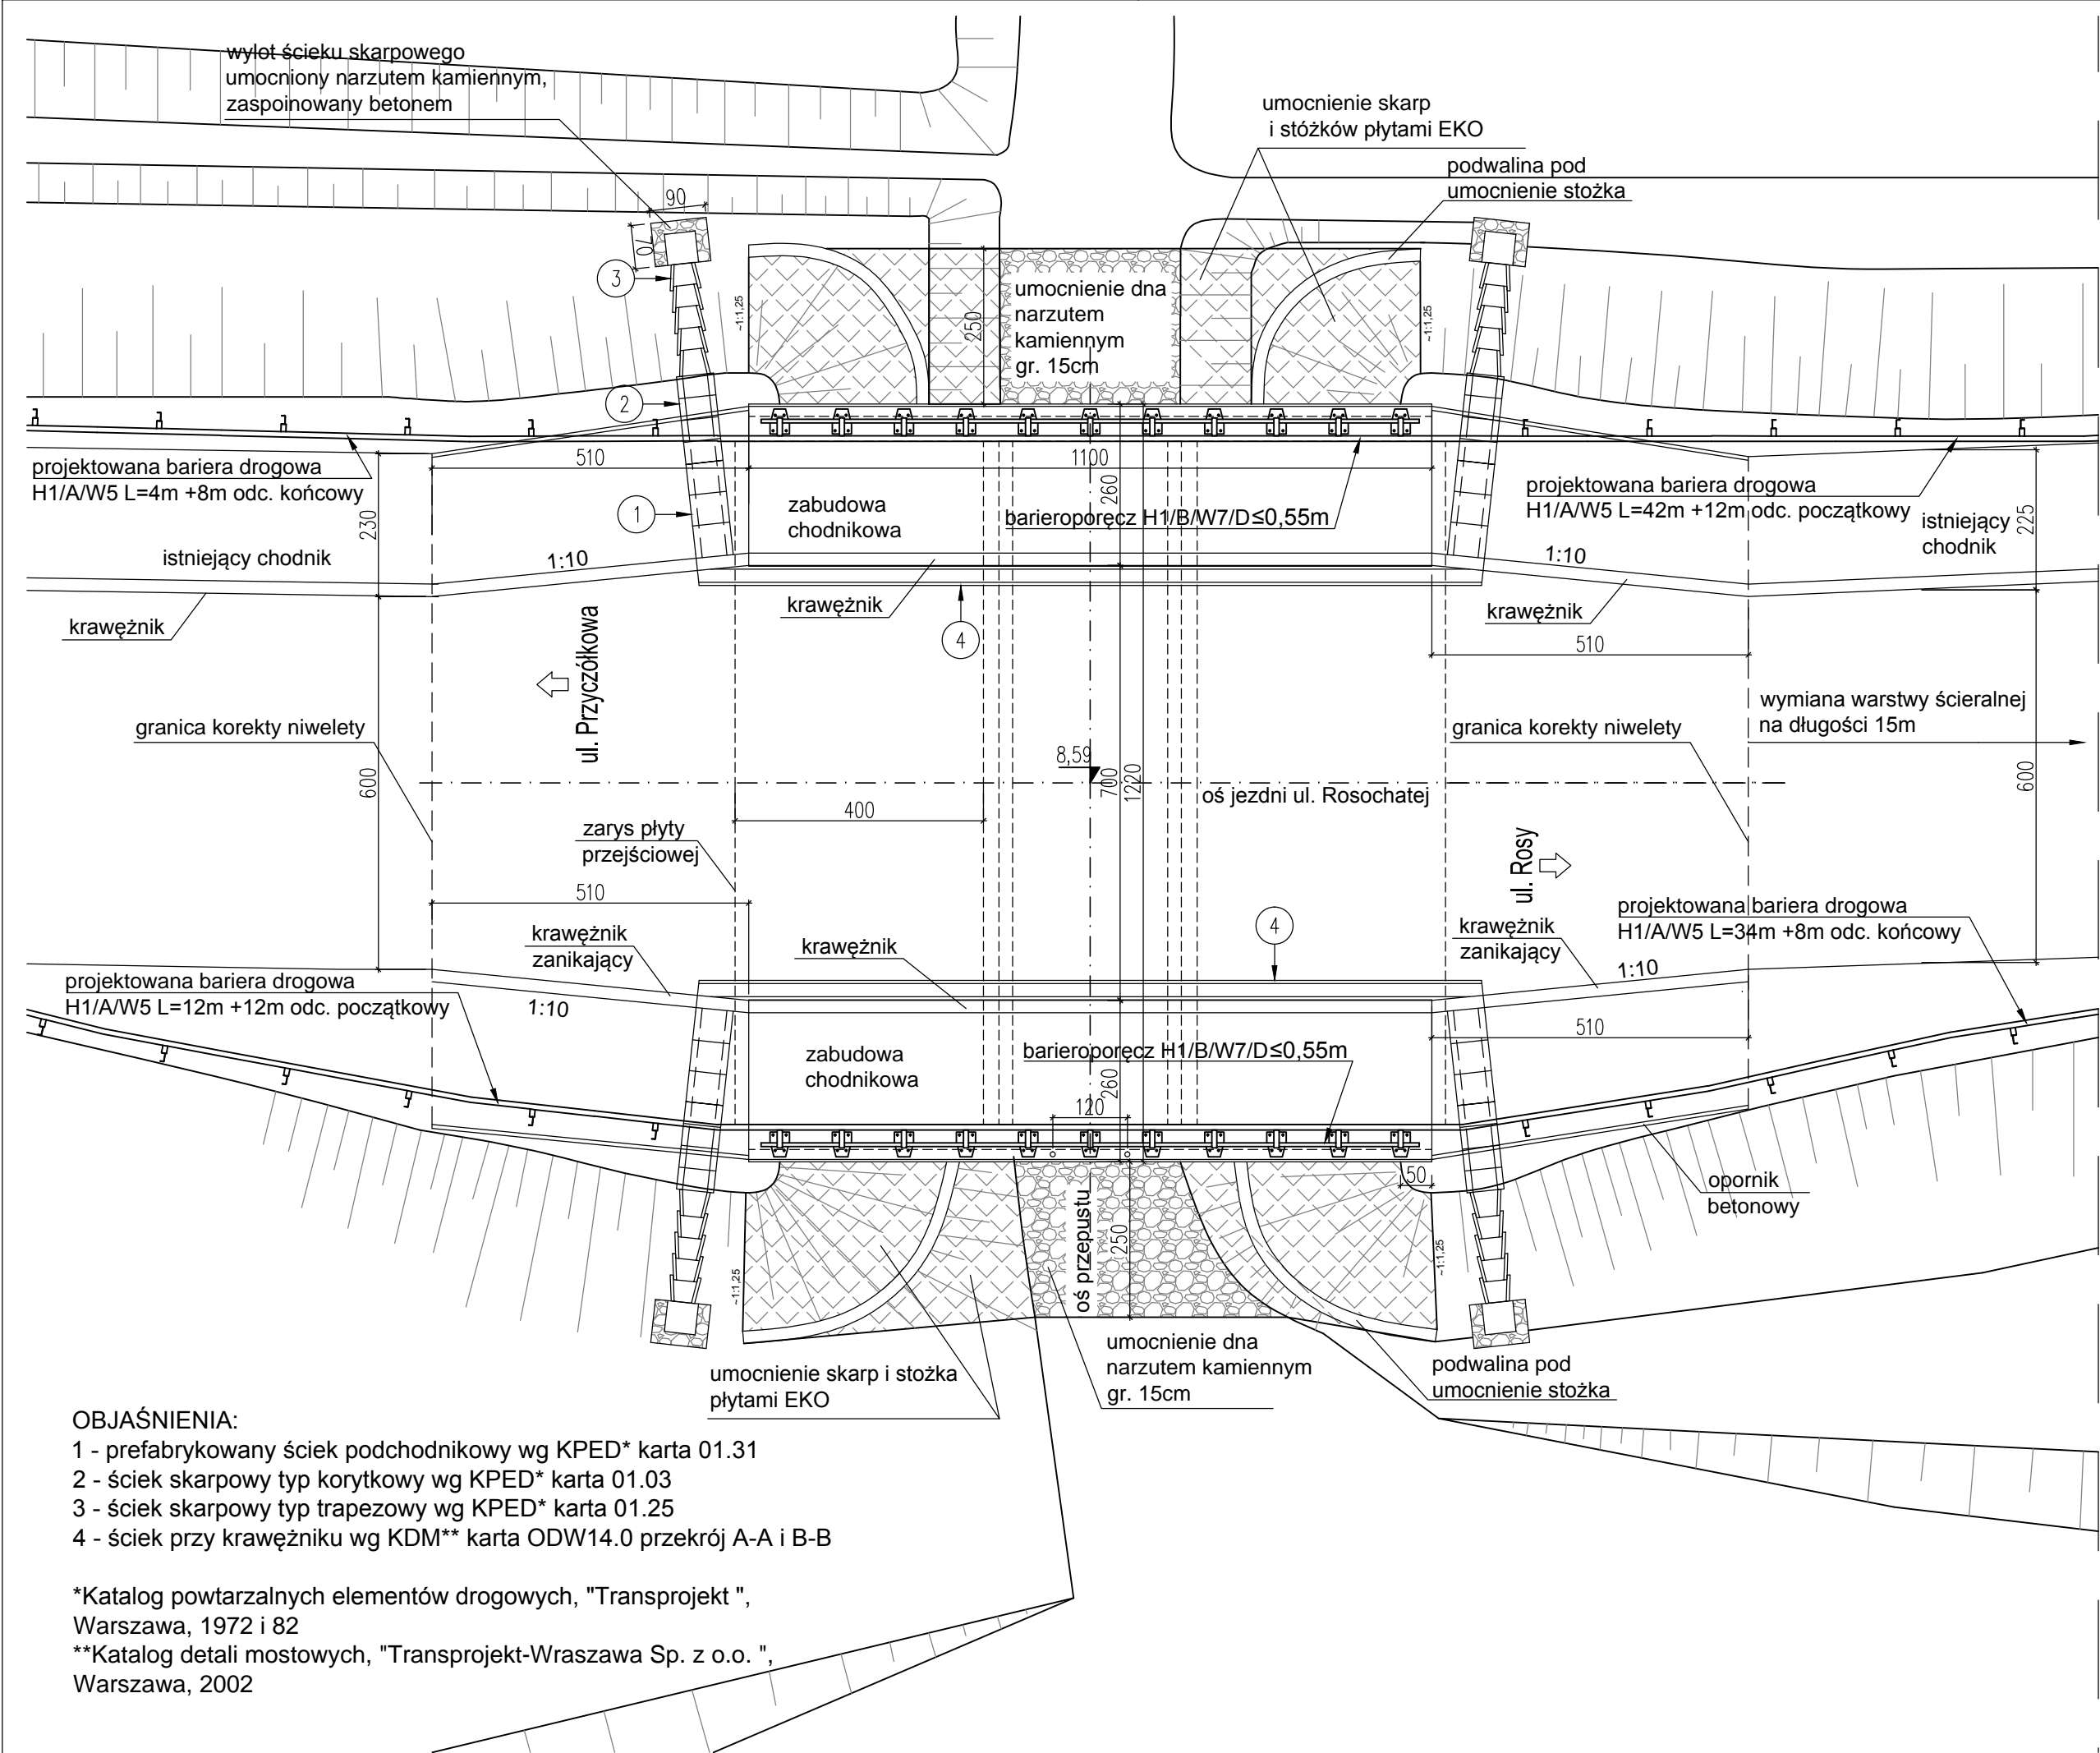 wylot ścieku skarpowego
umocniony narzutem kamiennym,
zaspoinowany betonem
umocnienie skarp
i stóżków płytami EKO
podwalina pod
umocnienie stożka
90
70
3
~1:1,25
250
umocnienie dna
narzutem
kamiennym
gr. 15cm
~1:1,25
2
projektowana bariera drogowa
H1/A/W5 L=4m +8m odc. końcowy
510
1100
230
1
zabudowa
chodnikowa
260
barieroporęcz H1/B/W7/D≤0,55m
projektowana bariera drogowa
H1/A/W5 L=42m +12m odc. początkowy
istniejący
chodnik
225
istniejący chodnik
1:10
1:10
krawężnik
krawężnik
krawężnik
4
510
ul. Przyczółkowa
granica korekty niwelety
granica korekty niwelety
wymiana warstwy ścieralnej
na długości 15m
600
8,59
700
1220
oś jezdni ul. Rosochatej
600
400
zarys płyty
przejściowej
ul. Rosy
510
krawężnik
zanikający
krawężnik
4
krawężnik
zanikający
projektowana bariera drogowa
H1/A/W5 L=34m +8m odc. końcowy
projektowana bariera drogowa
H1/A/W5 L=12m +12m odc. początkowy
1:10
1:10
510
zabudowa
chodnikowa
barieroporęcz H1/B/W7/D≤0,55m
260
120
50
opornik
betonowy
oś przepustu
250
~1:1,25
~1:1,25
umocnienie skarp i stożka
płytami EKO
umocnienie dna
narzutem kamiennym
gr. 15cm
podwalina pod
umocnienie stożka
OBJAŚNIENIA:
1 - prefabrykowany ściek podchodnikowy wg KPED* karta 01.31
2 - ściek skarpowy typ korytkowy wg KPED* karta 01.03
3 - ściek skarpowy typ trapezowy wg KPED* karta 01.25
4 - ściek przy krawężniku wg KDM** karta ODW14.0 przekrój A-A i B-B
*Katalog powtarzalnych elementów drogowych, "Transprojekt ",
Warszawa, 1972 i 82
**Katalog detali mostowych, "Transprojekt-Wraszawa Sp. z o.o. ",
Warszawa, 2002